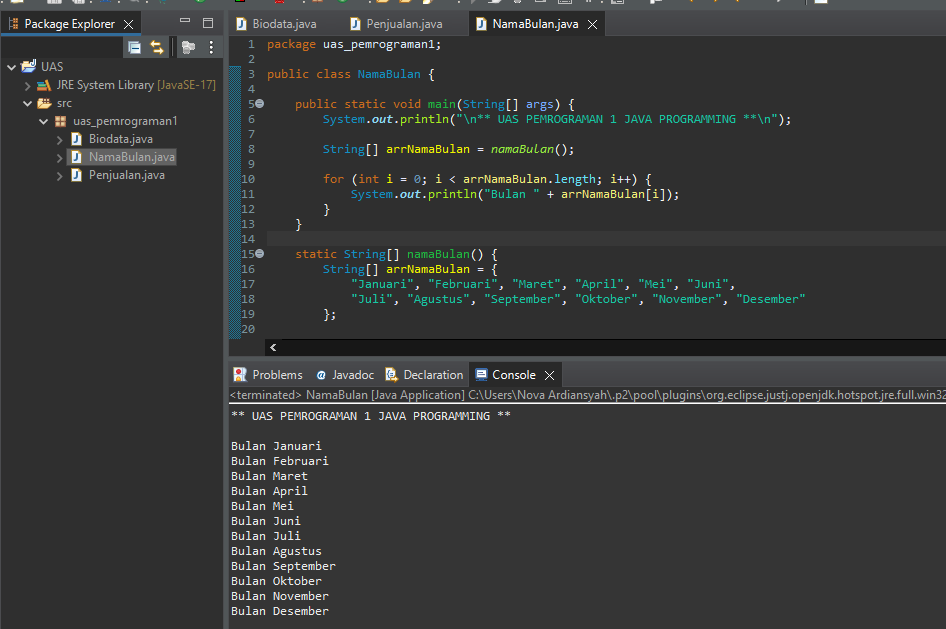 Package Explorer
UAS
JRE System Library [JavaSE-17]
src
uas_pemrograman1
Biodata.java
NamaBulan.java
Penjualan.java
Biodata.java Penjualan.java NamaBulan.java
1 package uas_pemrograman1;
2
3 public class NamaBulan {
4
5 public static void main(String[] args) {
6 System.out.println("\n** UAS PEMROGRAMAN 1 JAVA PROGRAMMING **\n");
7
8 String[] arrNamaBulan = namaBulan();
9
10 for (int i = 0; i < arrNamaBulan.length; i++) {
11 System.out.println("Bulan " + arrNamaBulan[i]);
12 }
13 }
14
15 static String[] namaBulan() {
16 String[] arrNamaBulan = {
17 "Januari", "Februari", "Maret", "April", "Mei", "Juni",
18 "Juli", "Agustus", "September", "Oktober", "November", "Desember"
19 };
20
Problems Javadoc Declaration Console
<terminated> NamaBulan [Java Application] C:\Users\Nova Ardiansyah\.p2\pool\plugins\org.eclipse.justj.openjdk.hotspot.jre.full.win32
** UAS PEMROGRAMAN 1 JAVA PROGRAMMING **
Bulan Januari
Bulan Februari
Bulan Maret
Bulan April
Bulan Mei
Bulan Juni
Bulan Juli
Bulan Agustus
Bulan September
Bulan Oktober
Bulan November
Bulan Desember